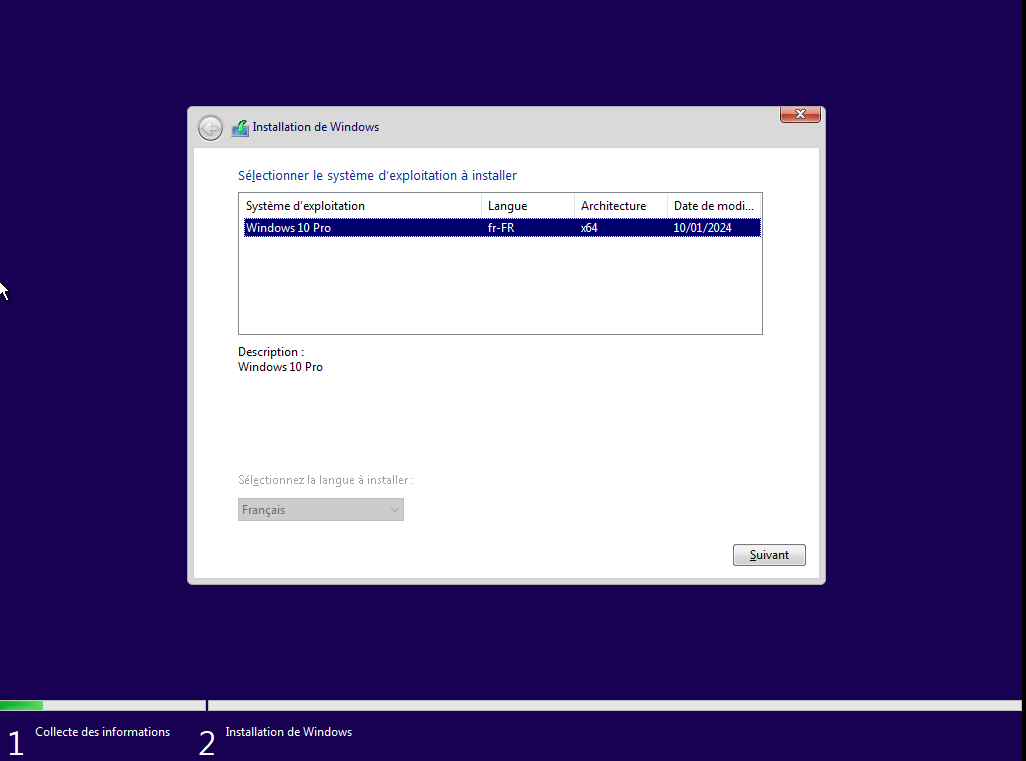 Installation de Windows
Sélectionner le système d'exploitation à installer
Système d'exploitation Langue Architecture Date de modi...
Windows 10 Pro fr-FR x64 10/01/2024
Description :
Windows 10 Pro
Sélectionnez la langue à installer :
Français
Suivant
1 Collecte des informations 2 Installation de Windows